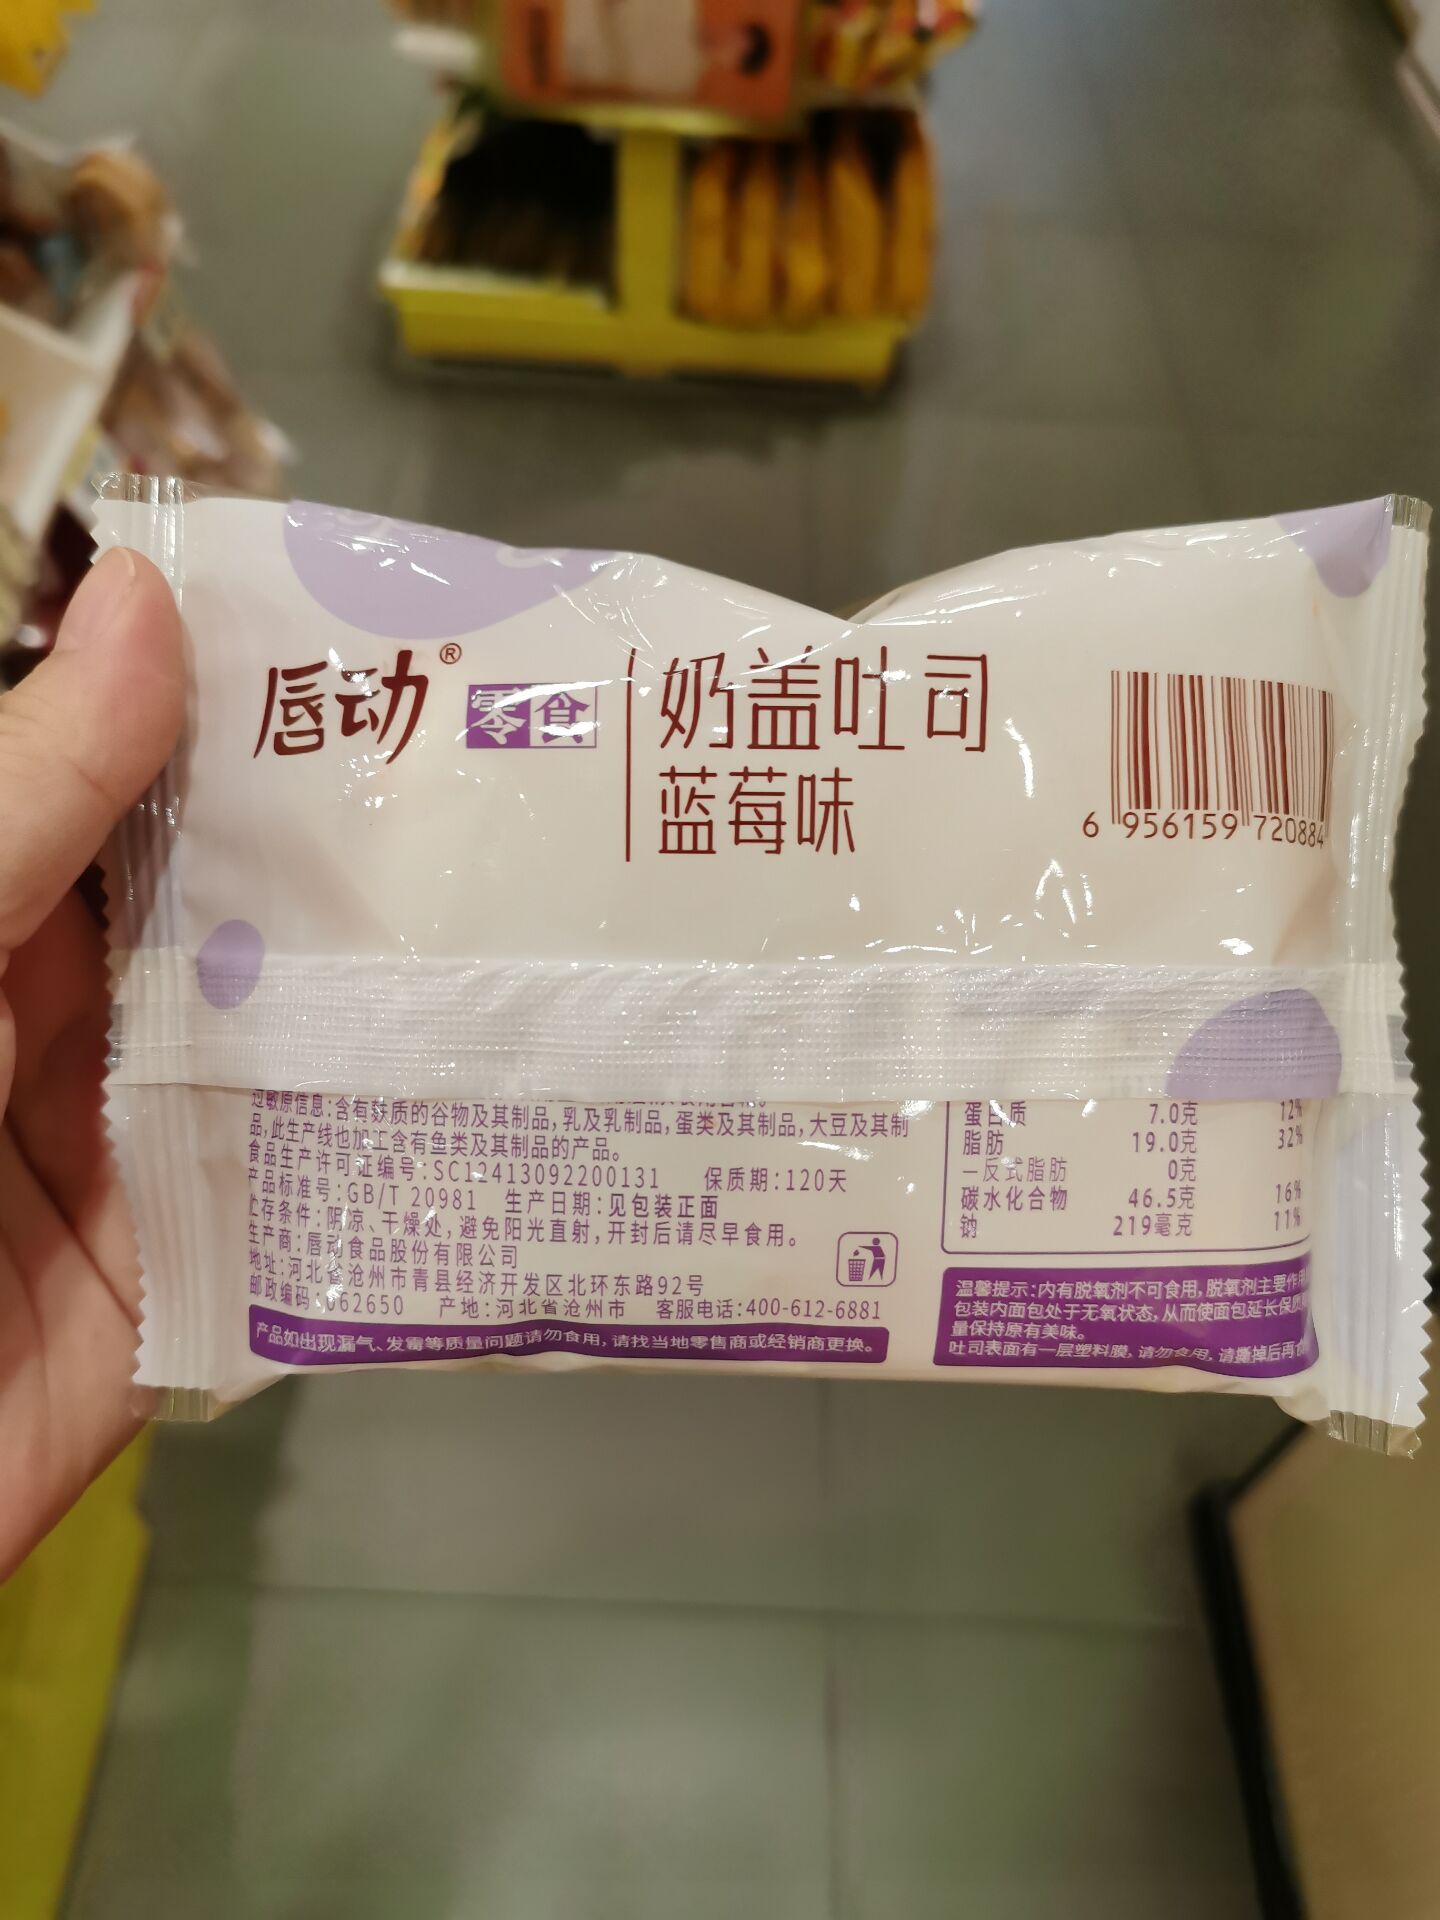 唇动®
零食
奶盖吐司
蓝莓味
6 956159 720884
过敏原信息:含有麸质的谷物及其制品,乳及乳制品,蛋类及其制品,大豆及其制
品,此生产线也加工含有鱼类及其制品的产品。
食品生产许可证编号:SC12413092200131 保质期:120天
产品标准号:GB/T 20981 生产日期:见包装正面
贮存条件:阴凉、干燥处,避免阳光直射,开封后请尽早食用。
生产商:唇动食品股份有限公司
地址:河北省沧州市青县经济开发区北环东路92号
邮政编码:062650 产地:河北省沧州市 客服电话:400-612-6881
产品如出现漏气、发霉等质量问题请勿食用,请找当地零售商或经销商更换。
蛋白质 7.0克 12%
脂肪 19.0克 32%
—反式脂肪 0克
碳水化合物 46.5克 16%
钠 219毫克 11%
温馨提示:内有脱氧剂不可食用,脱氧剂主要作用
包装内面包处于无氧状态,从而使面包延长保质
量保持原有美味。
吐司表面有一层塑料膜,请勿食用,请撕掉后再